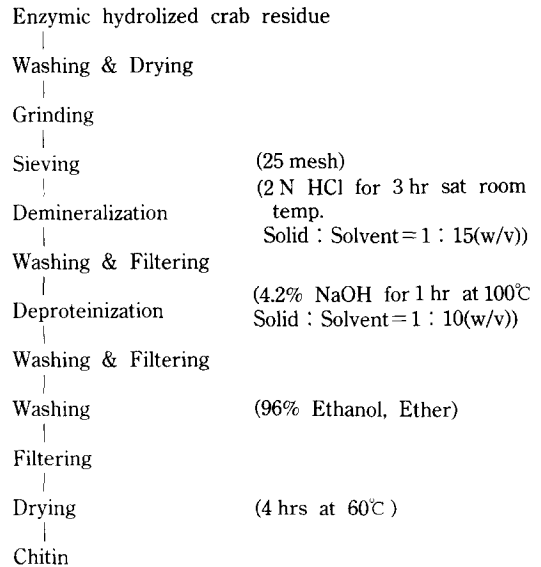 Enzymic hydrolized crab residue
Washing & Drying
Grinding
Sieving (25 mesh)
(2 N HCl for 3 hr sat room
temp.
Demineralization
Solid : Solvent=1 : 15(w/v))
Washing & Filtering
(4.2% NaOH for 1 hr at 100℃
Deproteinization
Solid : Solvent=1 : 10(w/v))
Washing & Filtering
Washing (96% Ethanol, Ether)
Filtering
Drying (4 hrs at 60℃)
Chitin